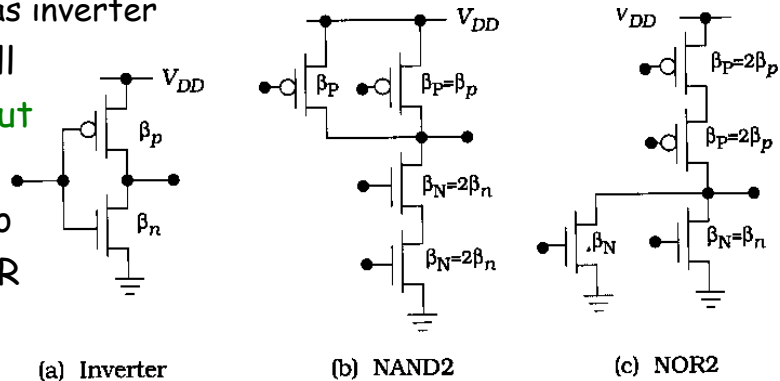 as inverter
ll
ut
R
V_DD
β_p
β_n
(a) Inverter
V_DD
β_P
β_P=β_p
β_N=2β_n
β_N=2β_n
(b) NAND2
V_DD
β_P=2β_p
β_P=2β_p
β_N
β_N=β_n
(c) NOR2